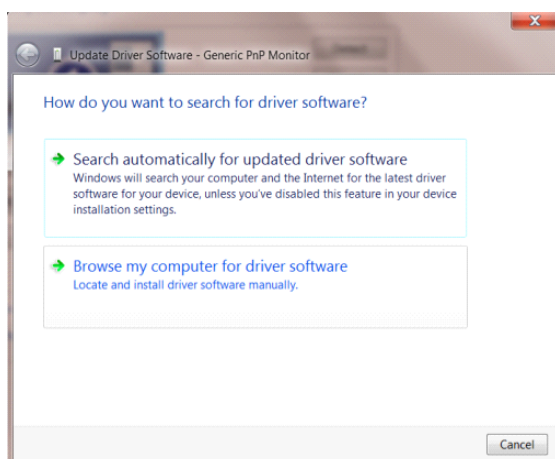 Update Driver Software - Generic PnP Monitor
How do you want to search for driver software?
Search automatically for updated driver software
Windows will search your computer and the Internet for the latest driver
software for your device, unless you've disabled this feature in your device
installation settings.
Browse my computer for driver software
Locate and install driver software manually.
Cancel